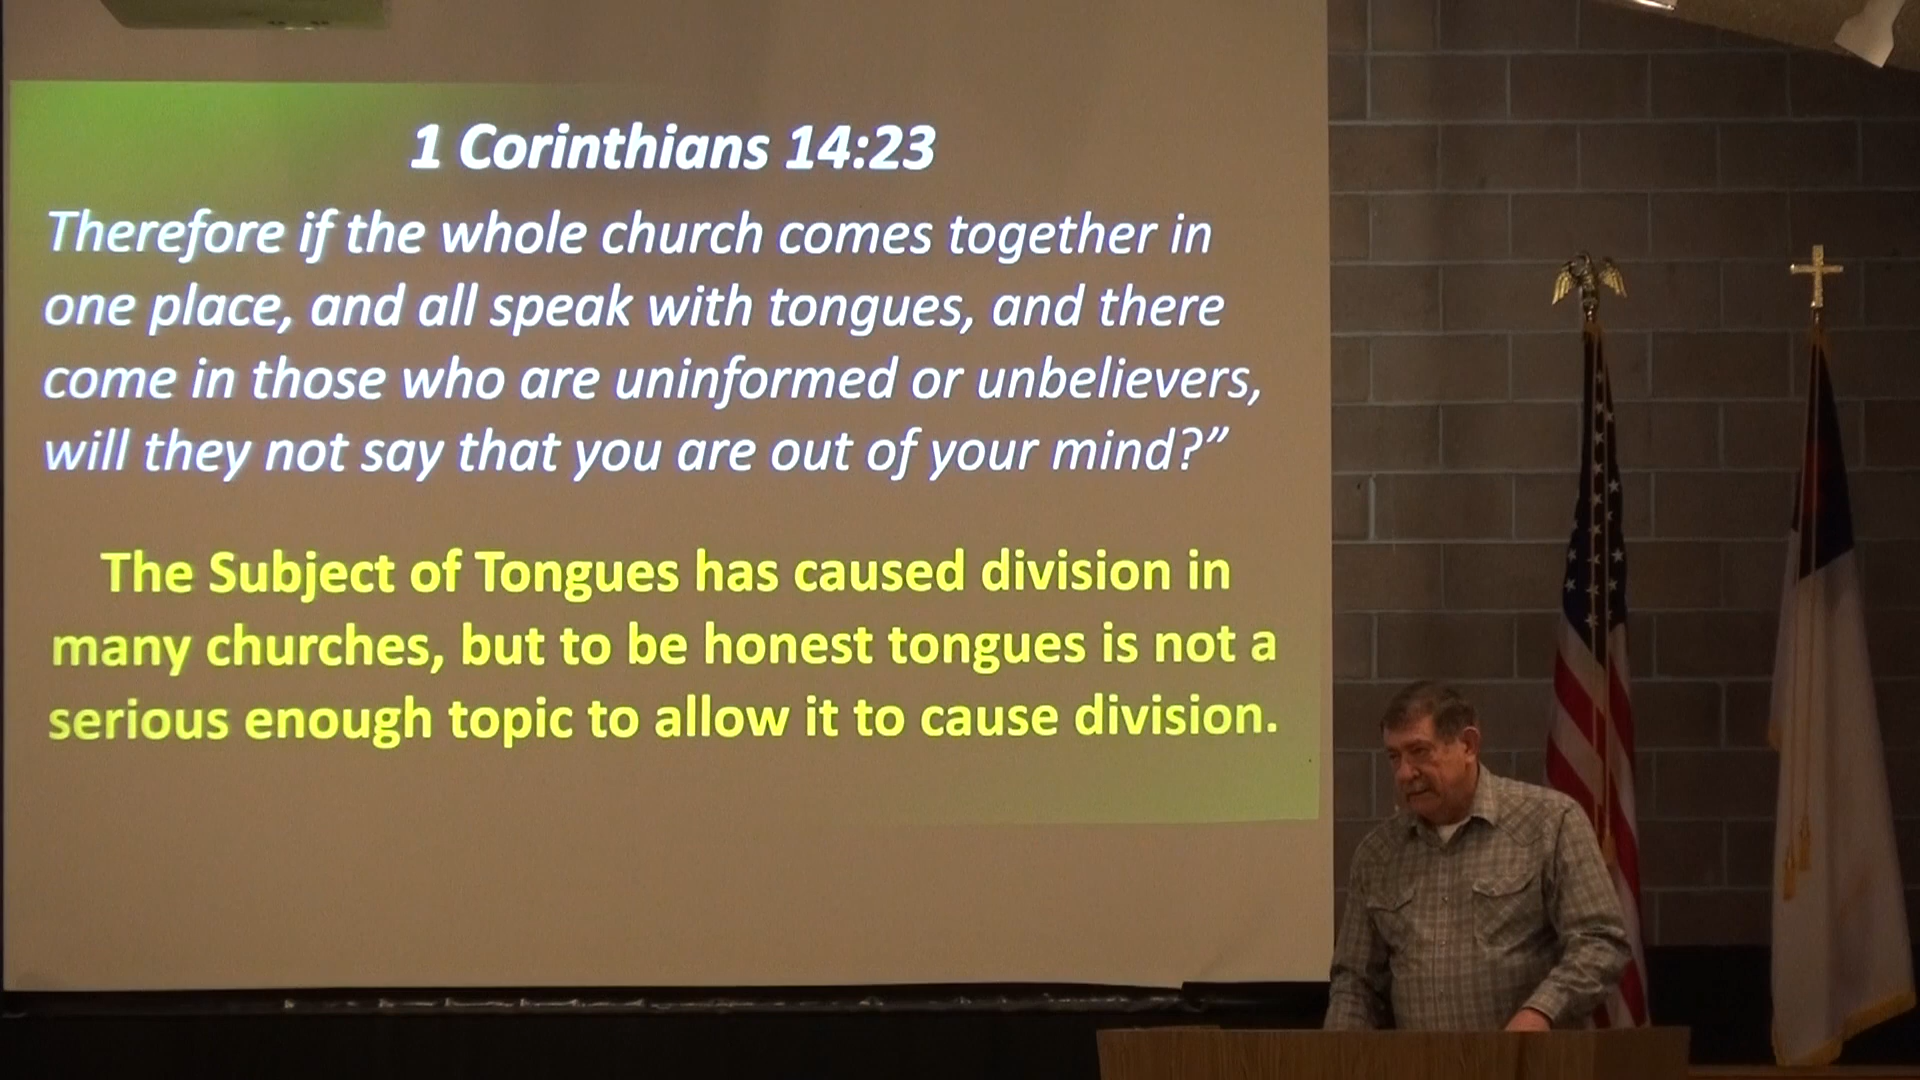 1 Corinthians 14:23
Therefore if the whole church comes together in
one place, and all speak with tongues, and there
come in those who are uninformed or unbelievers,
will they not say that you are out of your mind?”
The Subject of Tongues has caused division in
many churches, but to be honest tongues is not a
serious enough topic to allow it to cause division.